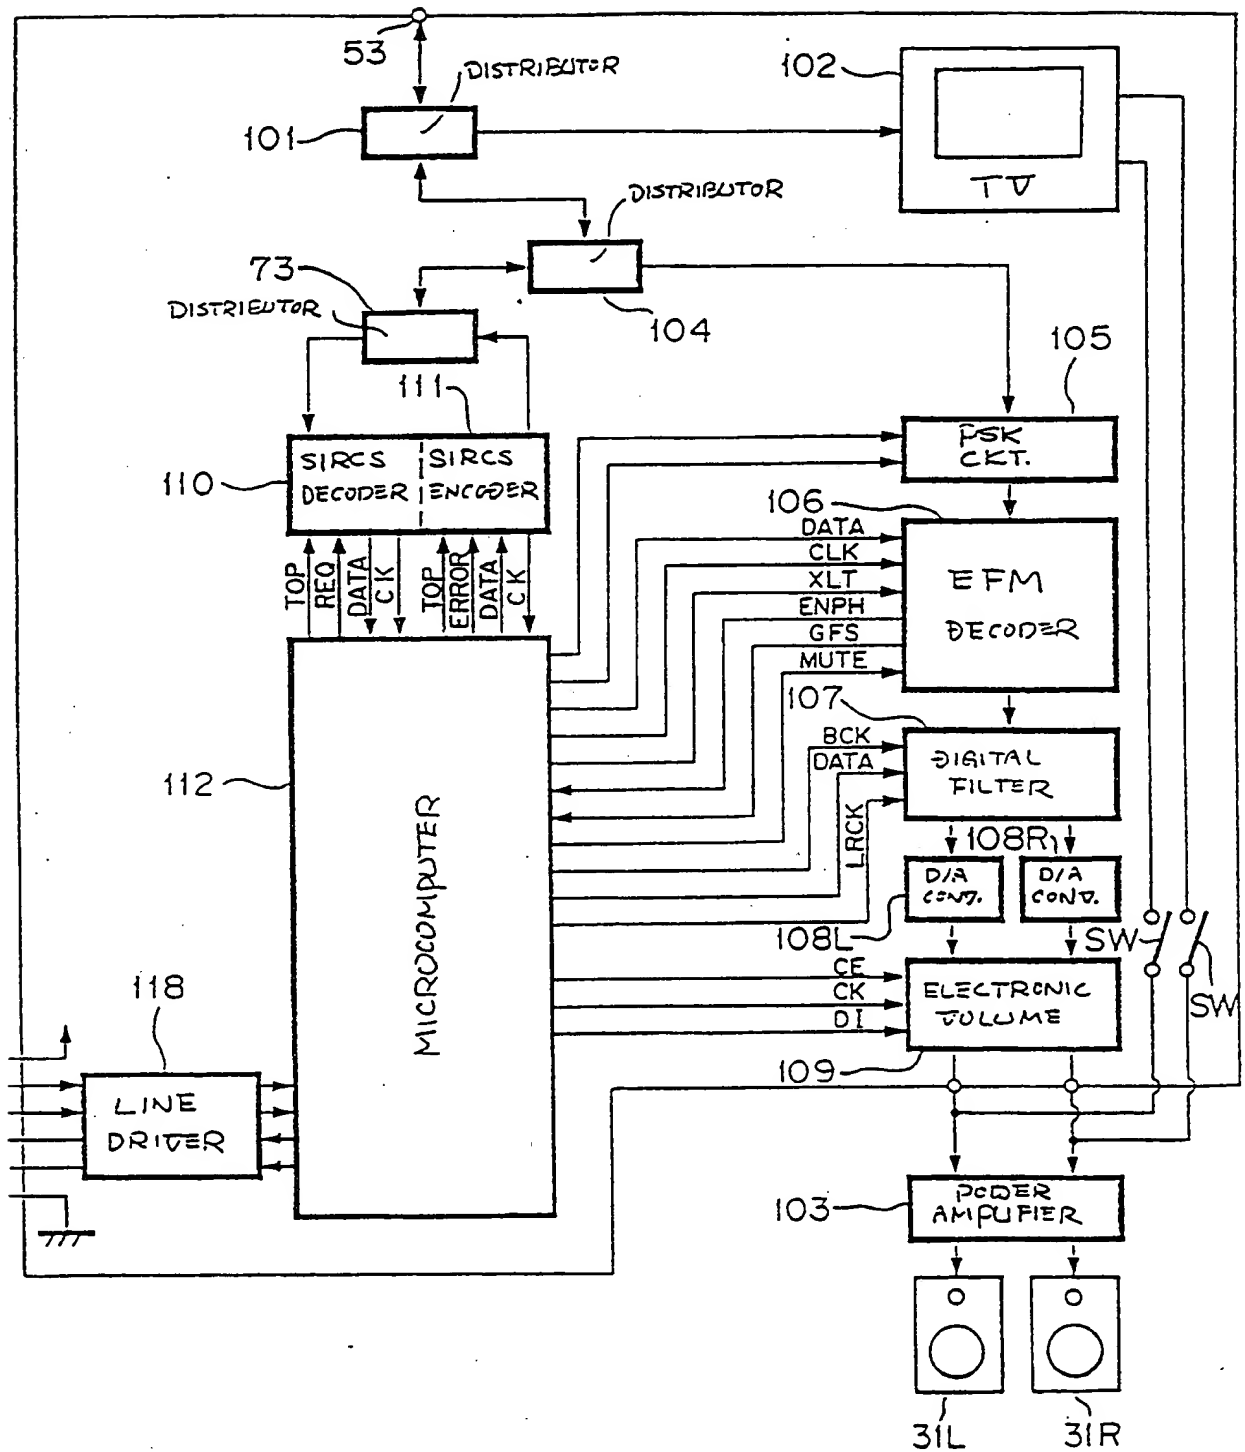 53
DISTRIBUTOR
102
101
TV
DISTRIBUTOR
73
DISTRIBUTOR
104
105
111
FSK
CKT.
SIRCS
DECODER
SIRCS
ENCODER
110
106
DATA
CLK
XLT
ENPH
GFS
MUTE
EFM
DECODER
TOP
REQ
DATA
CK
TOP
ERROR
DATA
CK
107
BCK
DATA
LRCK
DIGITAL
FILTER
112
MICROCOMPUTER
108R
D/A
CONV.
D/A
CONV.
108L
SW
SW
CE
CK
DI
ELECTRONIC
VOLUME
118
109
LINE
DRIVER
POWER
AMPLIFIER
103
31L
31R